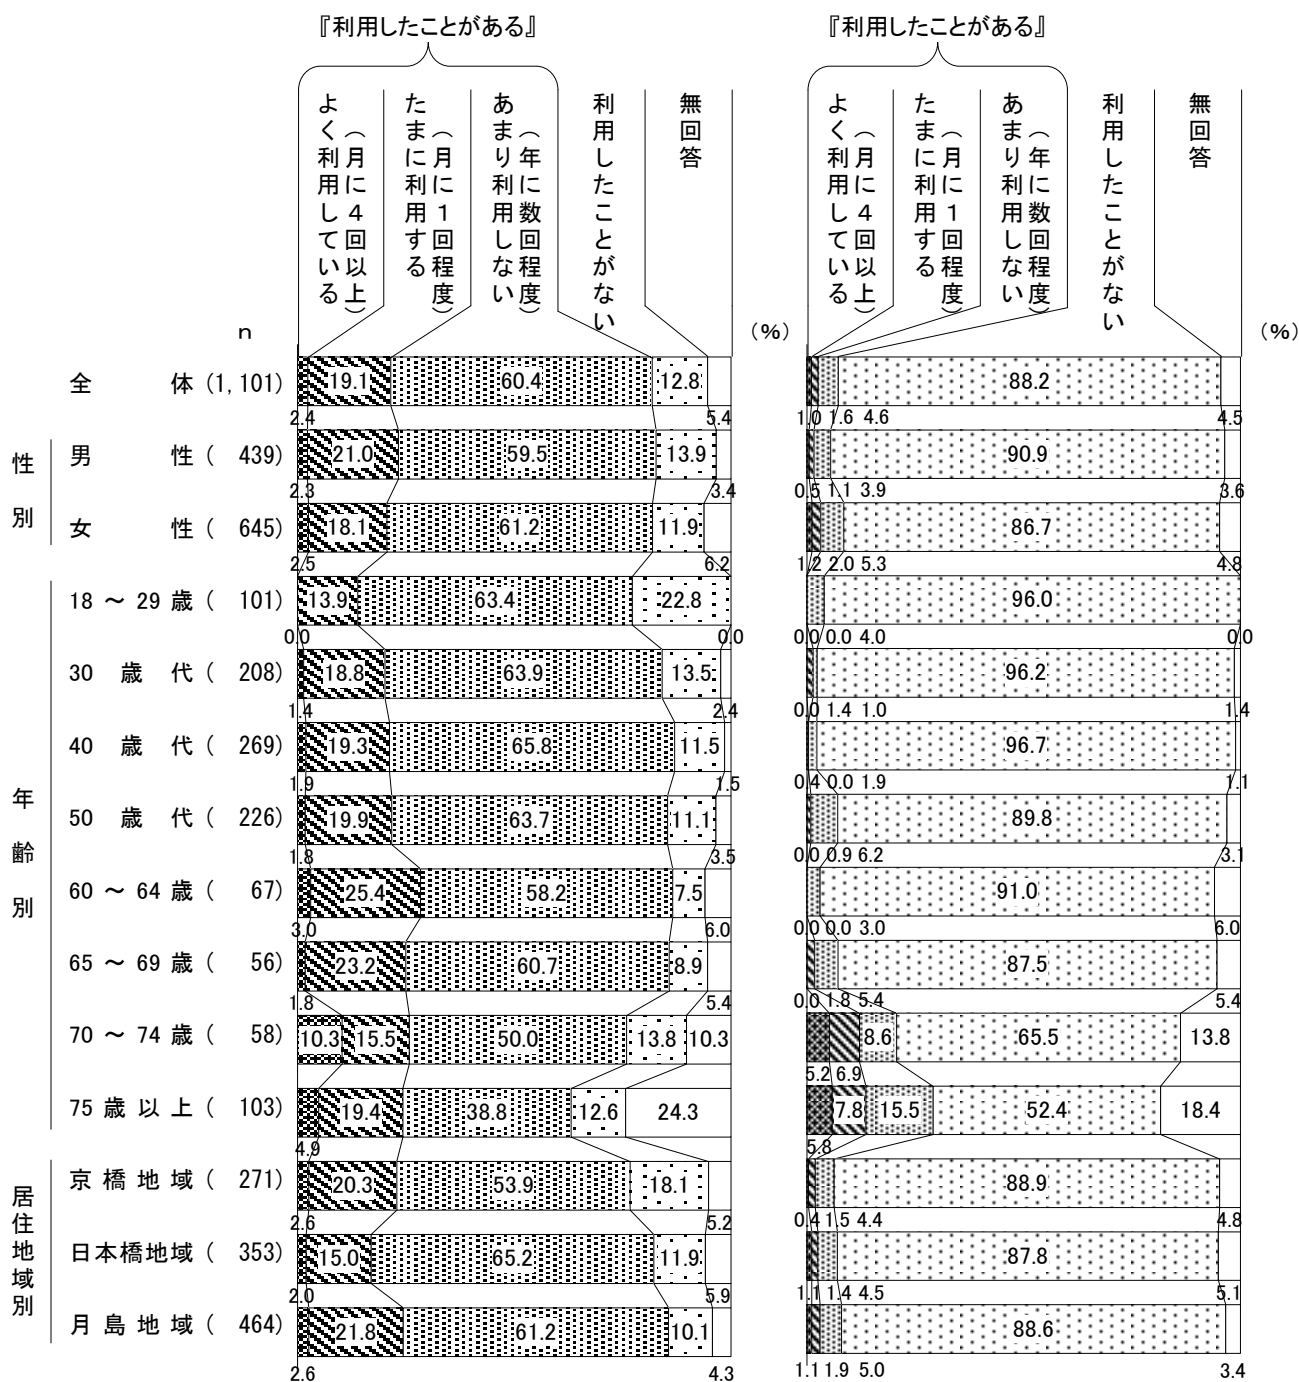 『利用したことがある』 『利用したことがある』
よく利用している
（月に４回以上）
たまに利用する
（月に１回程度）
あまり利用しない
（年に数回程度）
利用したことがない
無回答
よく利用している
（月に４回以上）
たまに利用する
（月に１回程度）
あまり利用しない
（年に数回程度）
利用したことがない
無回答
ｎ (%) (%)
全体 (1,101) 19.1 60.4 12.8 88.2
2.4 5.4 1.0 1.6 4.6 4.5
性別
男性 ( 439) 21.0 59.5 13.9 90.9
2.3 3.4 0.5 1.1 3.9 3.6
女性 ( 645) 18.1 61.2 11.9 86.7
2.5 6.2 1.2 2.0 5.3 4.8
年齢別
18～29歳 ( 101) 13.9 63.4 22.8 96.0
0.0 0.0 0.0 0.0 4.0 0.0
30歳代 ( 208) 18.8 63.9 13.5 96.2
1.4 2.4 0.0 1.4 1.0 1.4
40歳代 ( 269) 19.3 65.8 11.5 96.7
1.9 1.5 0.4 0.0 1.9 1.1
50歳代 ( 226) 19.9 63.7 11.1 89.8
1.8 3.5 0.0 0.9 6.2 3.1
60～64歳 ( 67) 25.4 58.2 7.5 91.0
3.0 6.0 0.0 0.0 3.0 6.0
65～69歳 ( 56) 23.2 60.7 8.9 87.5
1.8 5.4 0.0 1.8 5.4 5.4
70～74歳 ( 58) 10.3 15.5 50.0 13.8 10.3 8.6 65.5 13.8
5.2 6.9
75歳以上 ( 103) 19.4 38.8 12.6 24.3 7.8 15.5 52.4 18.4
4.9 5.8
居住地域別
京橋地域 ( 271) 20.3 53.9 18.1 88.9
2.6 5.2 0.4 1.5 4.4 4.8
日本橋地域 ( 353) 15.0 65.2 11.9 87.8
2.0 5.9 1.1 1.4 4.5 5.1
月島地域 ( 464) 21.8 61.2 10.1 88.6
2.6 4.3 1.1 1.9 5.0 3.4